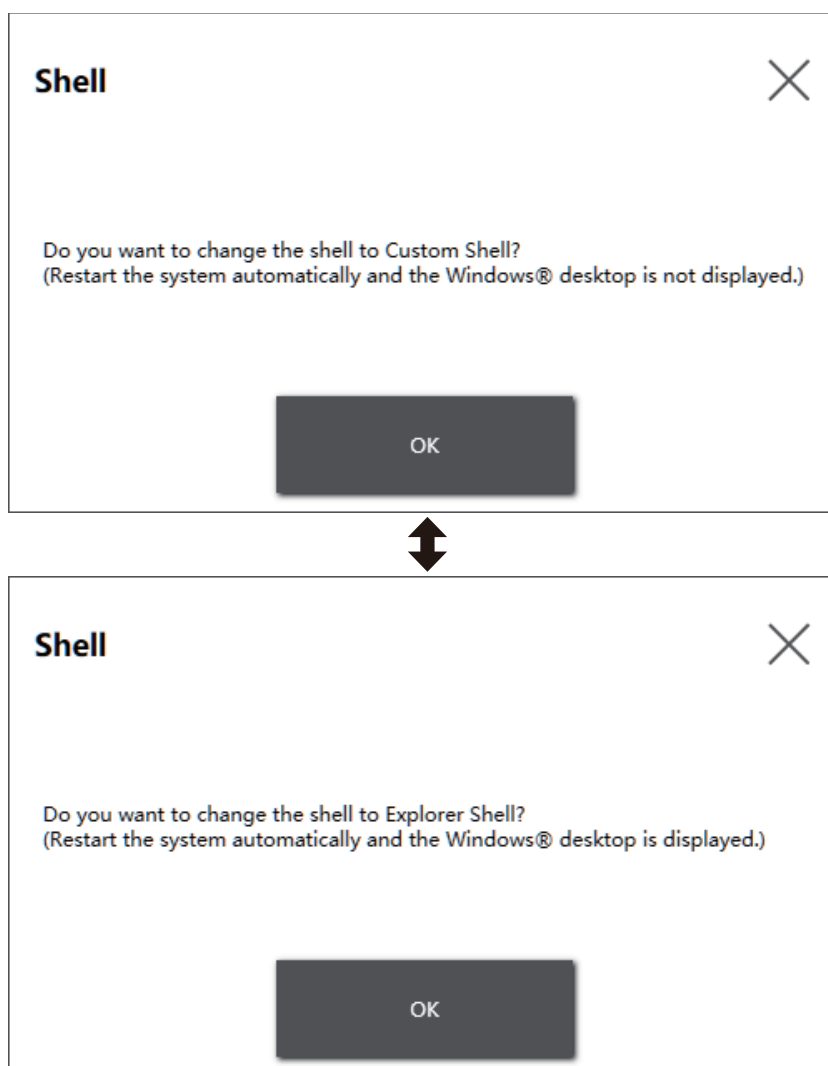 Shell
Do you want to change the shell to Custom Shell?
(Restart the system automatically and the Windows® desktop is not displayed.)
OK
Shell
Do you want to change the shell to Explorer Shell?
(Restart the system automatically and the Windows® desktop is displayed.)
OK